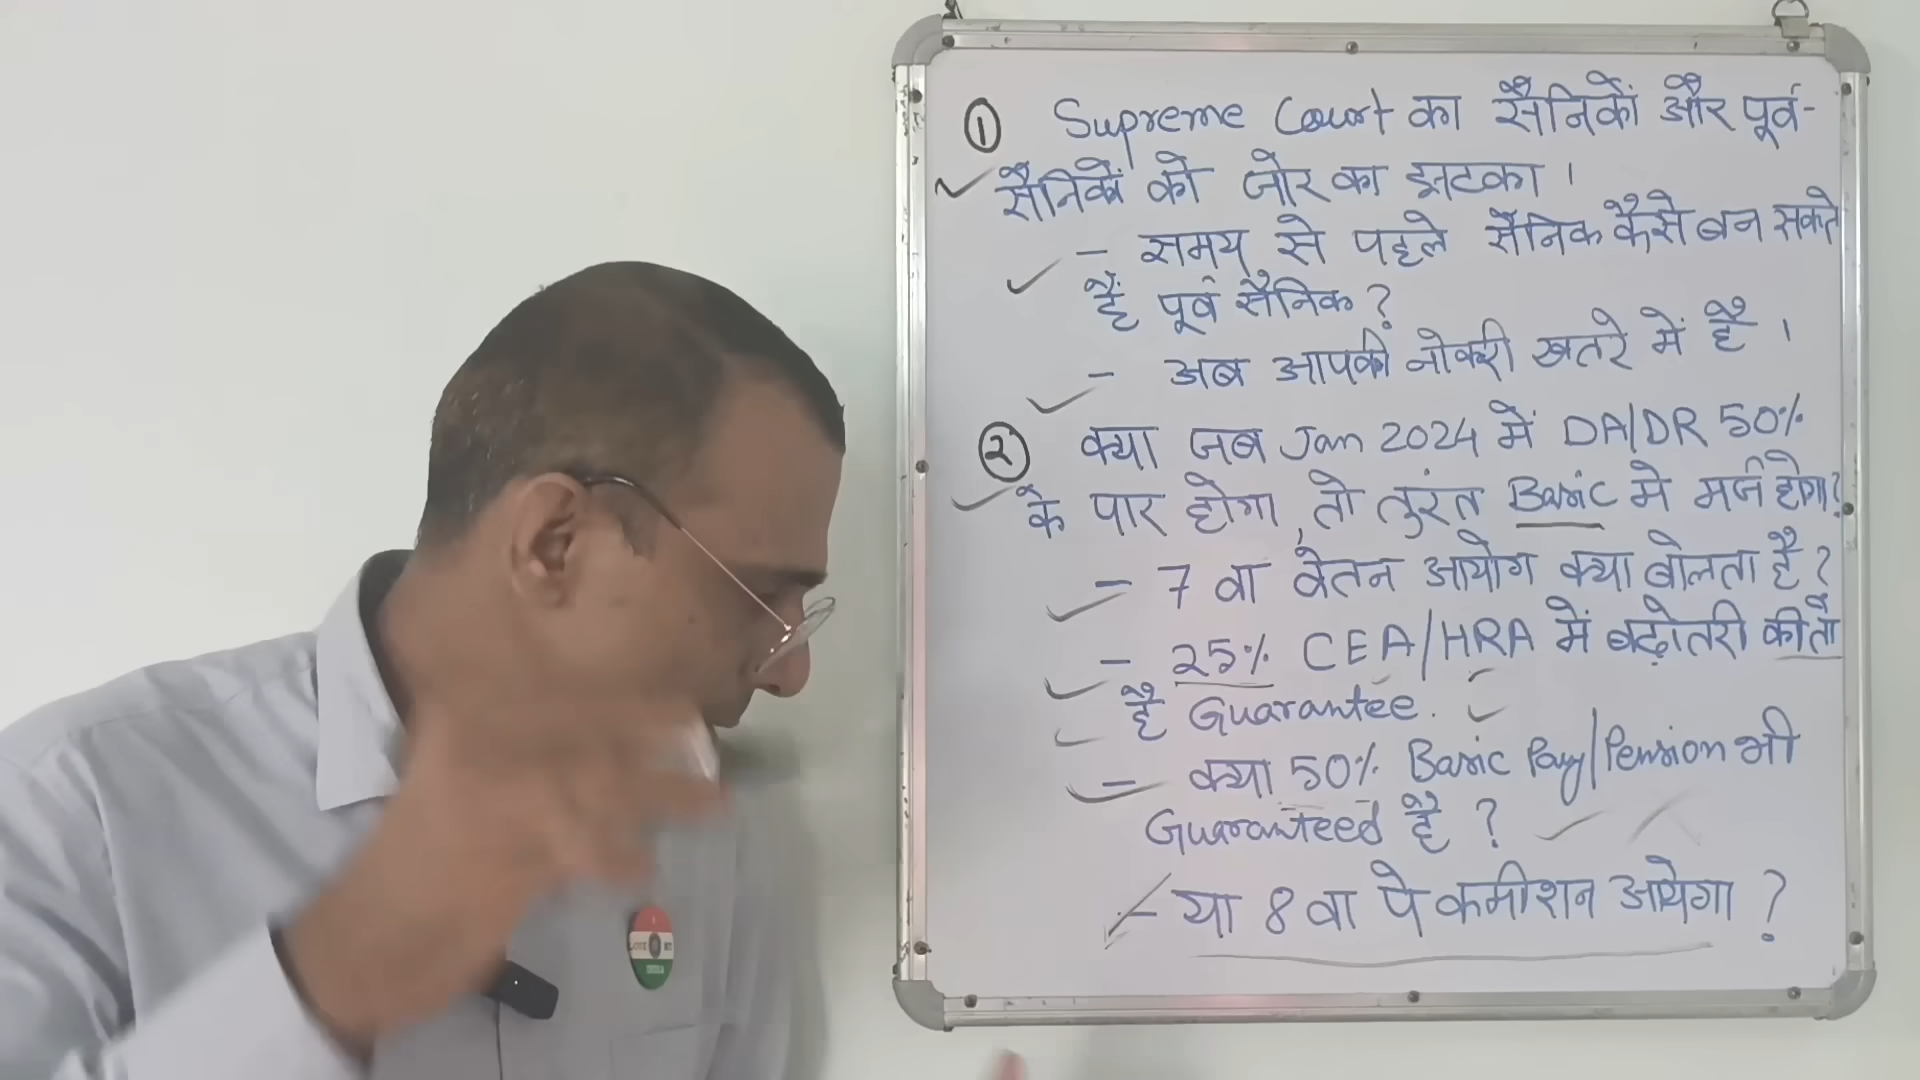 ① Supreme Court का सैनिकों और पूर्व-
सैनिकों को जोर का झटका ।
- समय से पहले सैनिक कैसे बन सकते
हैं पूर्व सैनिक ?
- अब आपकी नौकरी खतरे में है ।
② क्या जब Jan 2024 में DA/DR 50%
के पार होगा, तो तुरंत Basic मे मर्ज होगा?
- 7 वा वेतन आयोग क्या बोलता है ?
- 25% CEA/HRA में बढ़ोतरी की तो
है Guarantee.
- क्या 50% Basic Pay/Pension भी
Guaranteed है ?
- या 8 वा पे कमीशन आयेगा ?